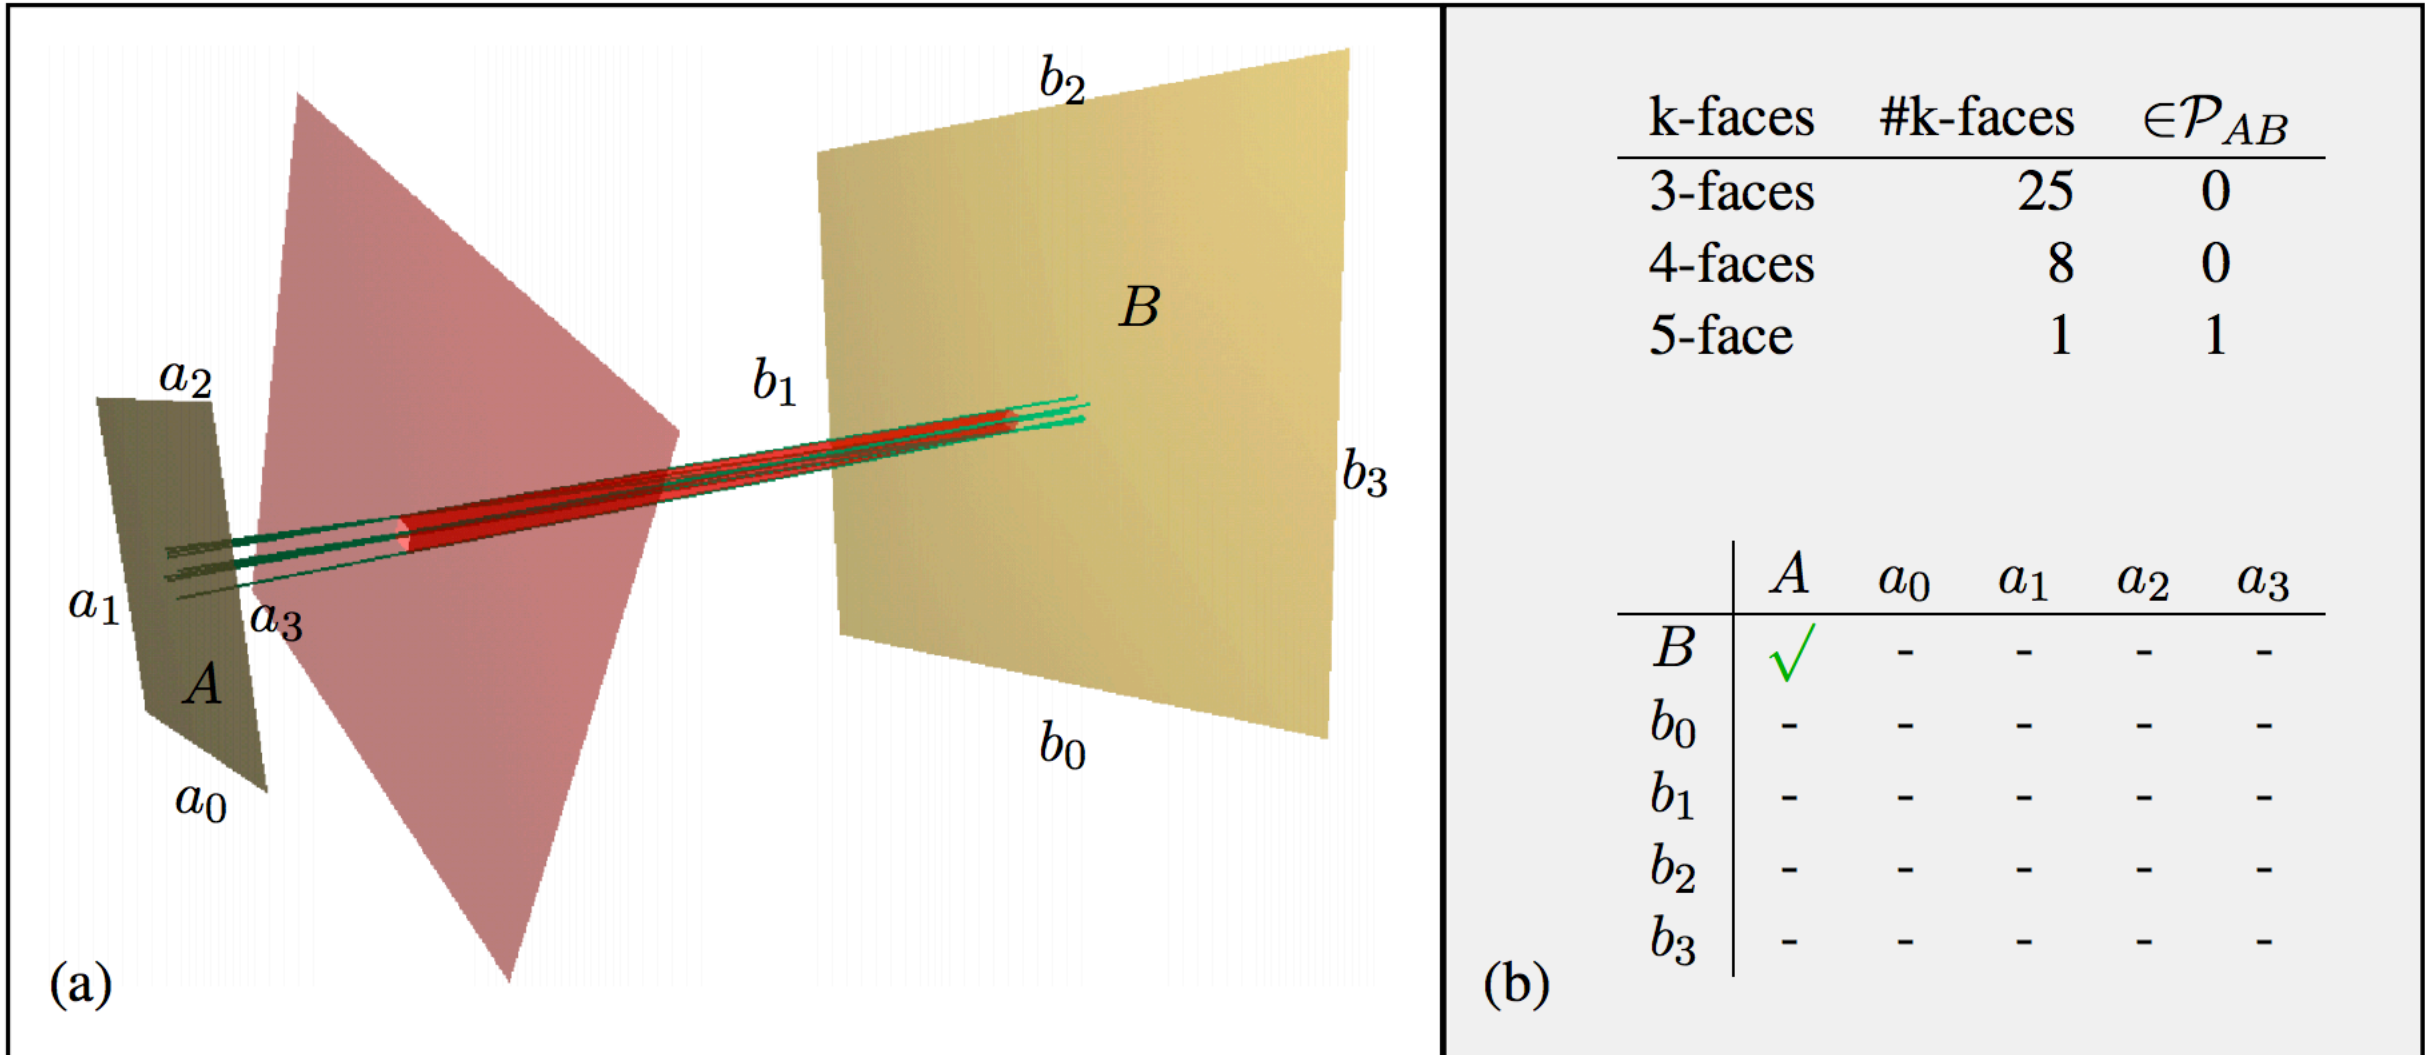 b₂
B
a₂
b₁
b₃
a₁
a₃
A
b₀
a₀
(a)
k-faces #k-faces ∈𝒫_AB
3-faces 25 0
4-faces 8 0
5-face 1 1
A a₀ a₁ a₂ a₃
B √ - - - -
b₀ - - - - -
b₁ - - - - -
b₂ - - - - -
b₃ - - - - -
(b)